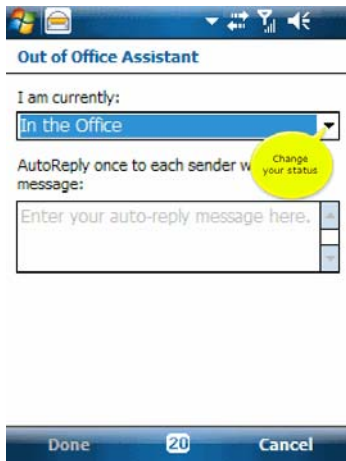 Out of Office Assistant
I am currently:
In the Office
AutoReply once to each sender w
Change
your status
message:
Enter your auto-reply message here.
Done 20 Cancel